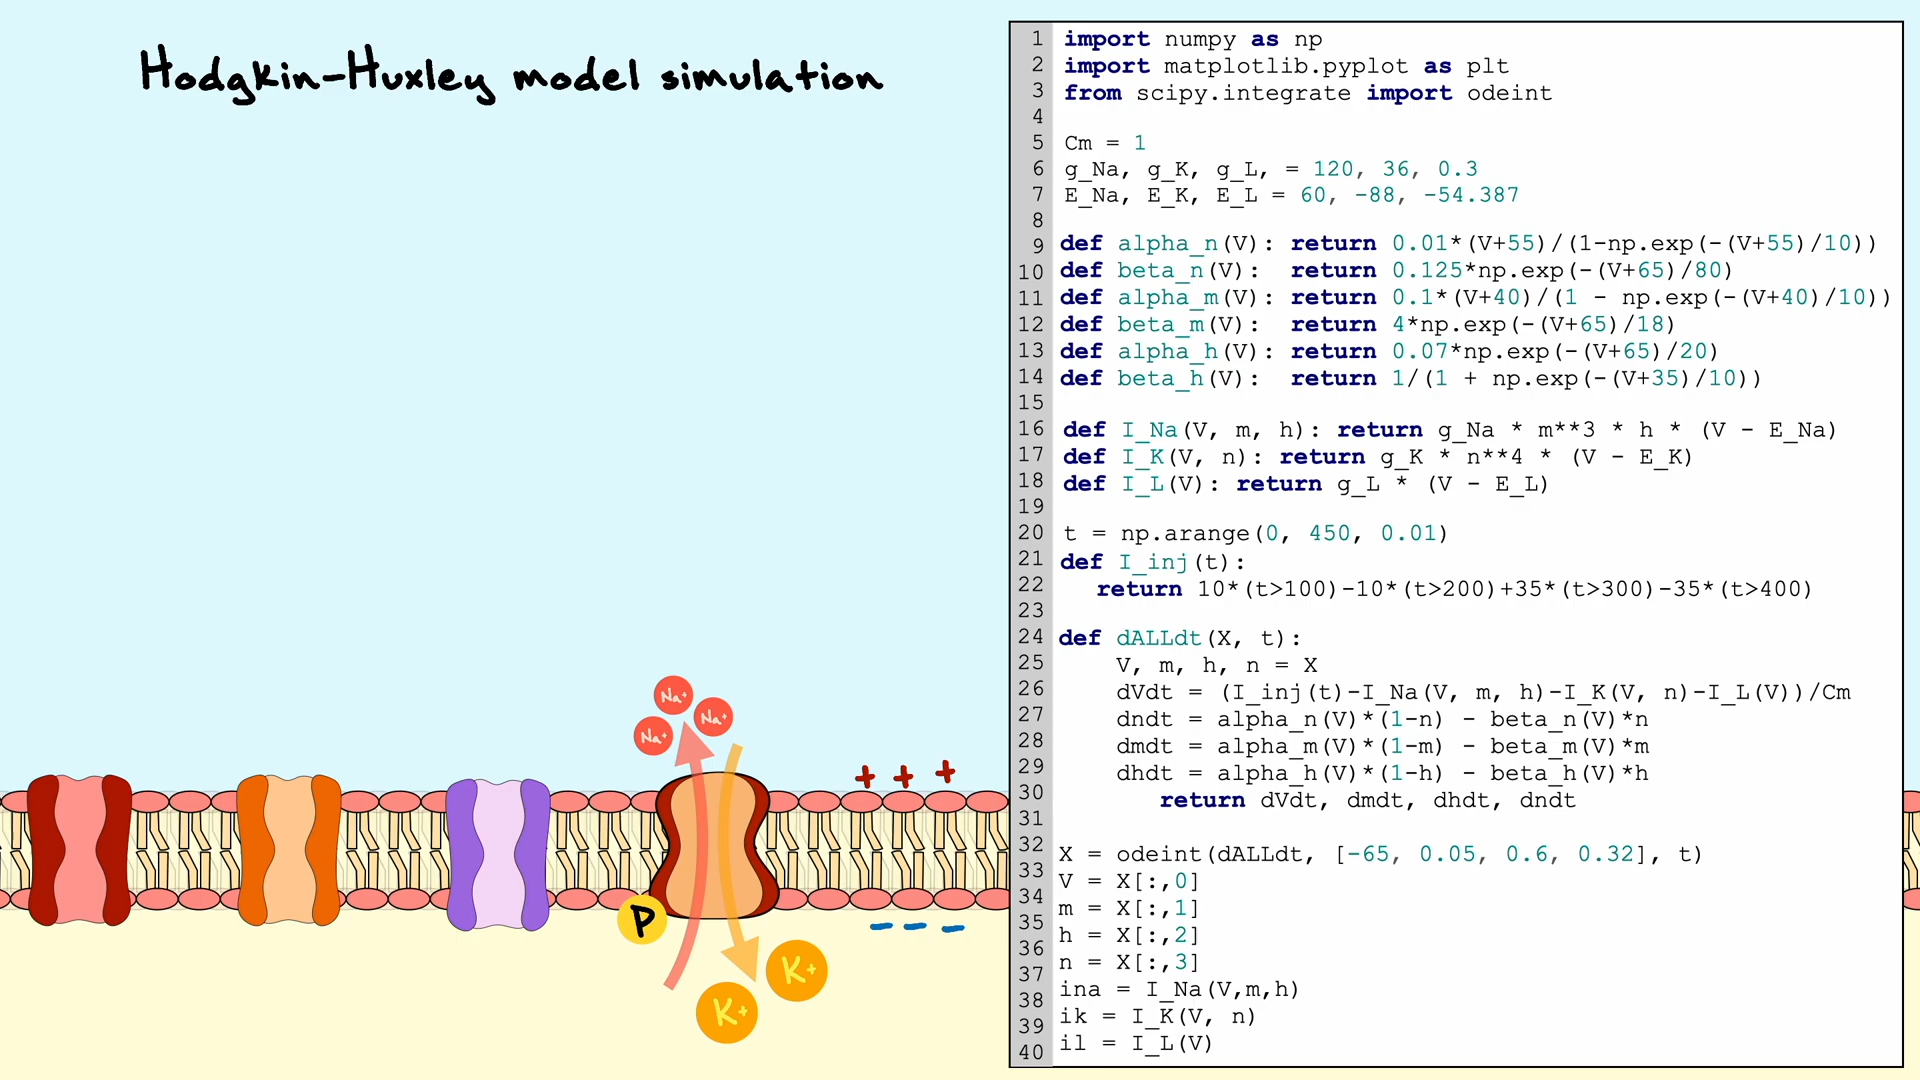 Hodgkin-Huxley model simulation
1 import numpy as np
2 import matplotlib.pyplot as plt
3 from scipy.integrate import odeint
4
5 Cm = 1
6 g_Na, g_K, g_L, = 120, 36, 0.3
7 E_Na, E_K, E_L = 60, -88, -54.387
8
9 def alpha_n(V): return 0.01*(V+55)/(1-np.exp(-(V+55)/10))
10 def beta_n(V):  return 0.125*np.exp(-(V+65)/80)
11 def alpha_m(V): return 0.1*(V+40)/(1 - np.exp(-(V+40)/10))
12 def beta_m(V):  return 4*np.exp(-(V+65)/18)
13 def alpha_h(V): return 0.07*np.exp(-(V+65)/20)
14 def beta_h(V):  return 1/(1 + np.exp(-(V+35)/10))
15
16 def I_Na(V, m, h): return g_Na * m**3 * h * (V - E_Na)
17 def I_K(V, n): return g_K * n**4 * (V - E_K)
18 def I_L(V): return g_L * (V - E_L)
19
20 t = np.arange(0, 450, 0.01)
21 def I_inj(t):
22 return 10*(t>100)-10*(t>200)+35*(t>300)-35*(t>400)
23
24 def dALLdt(X, t):
25 V, m, h, n = X
26 dVdt = (I_inj(t)-I_Na(V, m, h)-I_K(V, n)-I_L(V))/Cm
27 dndt = alpha_n(V)*(1-n) - beta_n(V)*n
28 dmdt = alpha_m(V)*(1-m) - beta_m(V)*m
29 dhdt = alpha_h(V)*(1-h) - beta_h(V)*h
30 return dVdt, dmdt, dhdt, dndt
31
32 X = odeint(dALLdt, [-65, 0.05, 0.6, 0.32], t)
33 V = X[:,0]
34 m = X[:,1]
35 h = X[:,2]
36 n = X[:,3]
37 ina = I_Na(V,m,h)
38 ik = I_K(V, n)
39 il = I_L(V)
40
Na+
Na+
Na+
+ + +
P
- - -
K+
K+